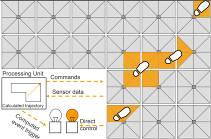 Processing Unit
Commands
Sensor data
Calculated trajectory
Computed
event trigger
Direct
control